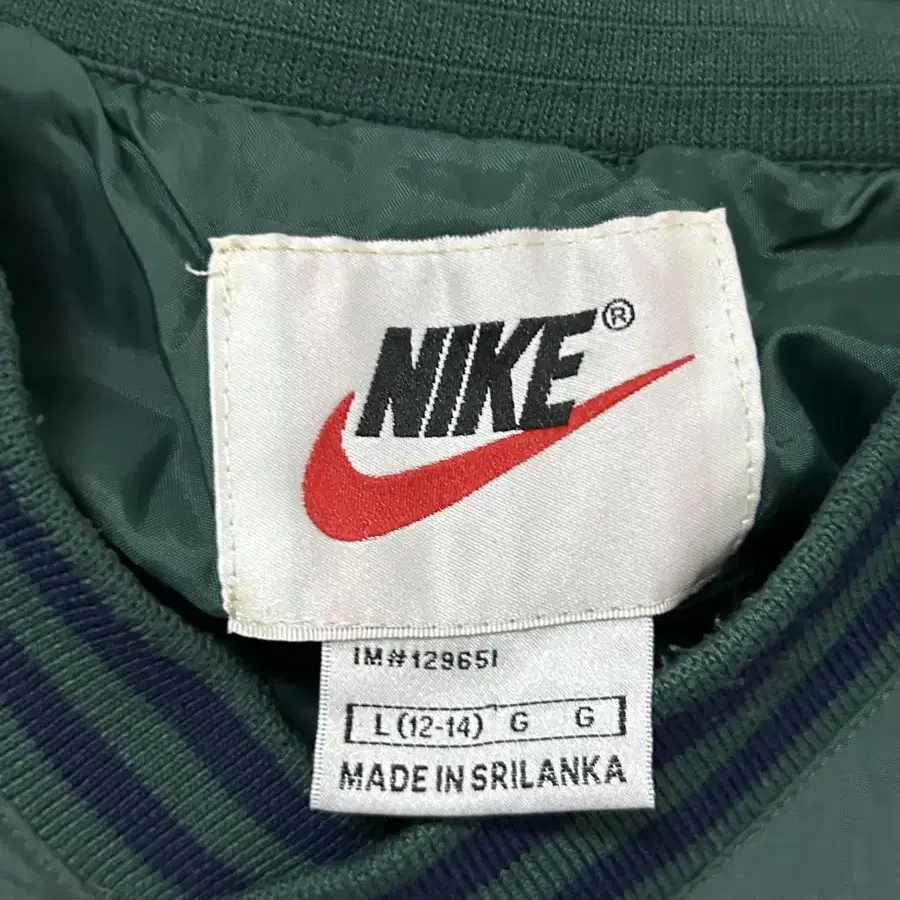 NIKE®
IM#129651
L (12-14) G G
MADE IN SRILANKA